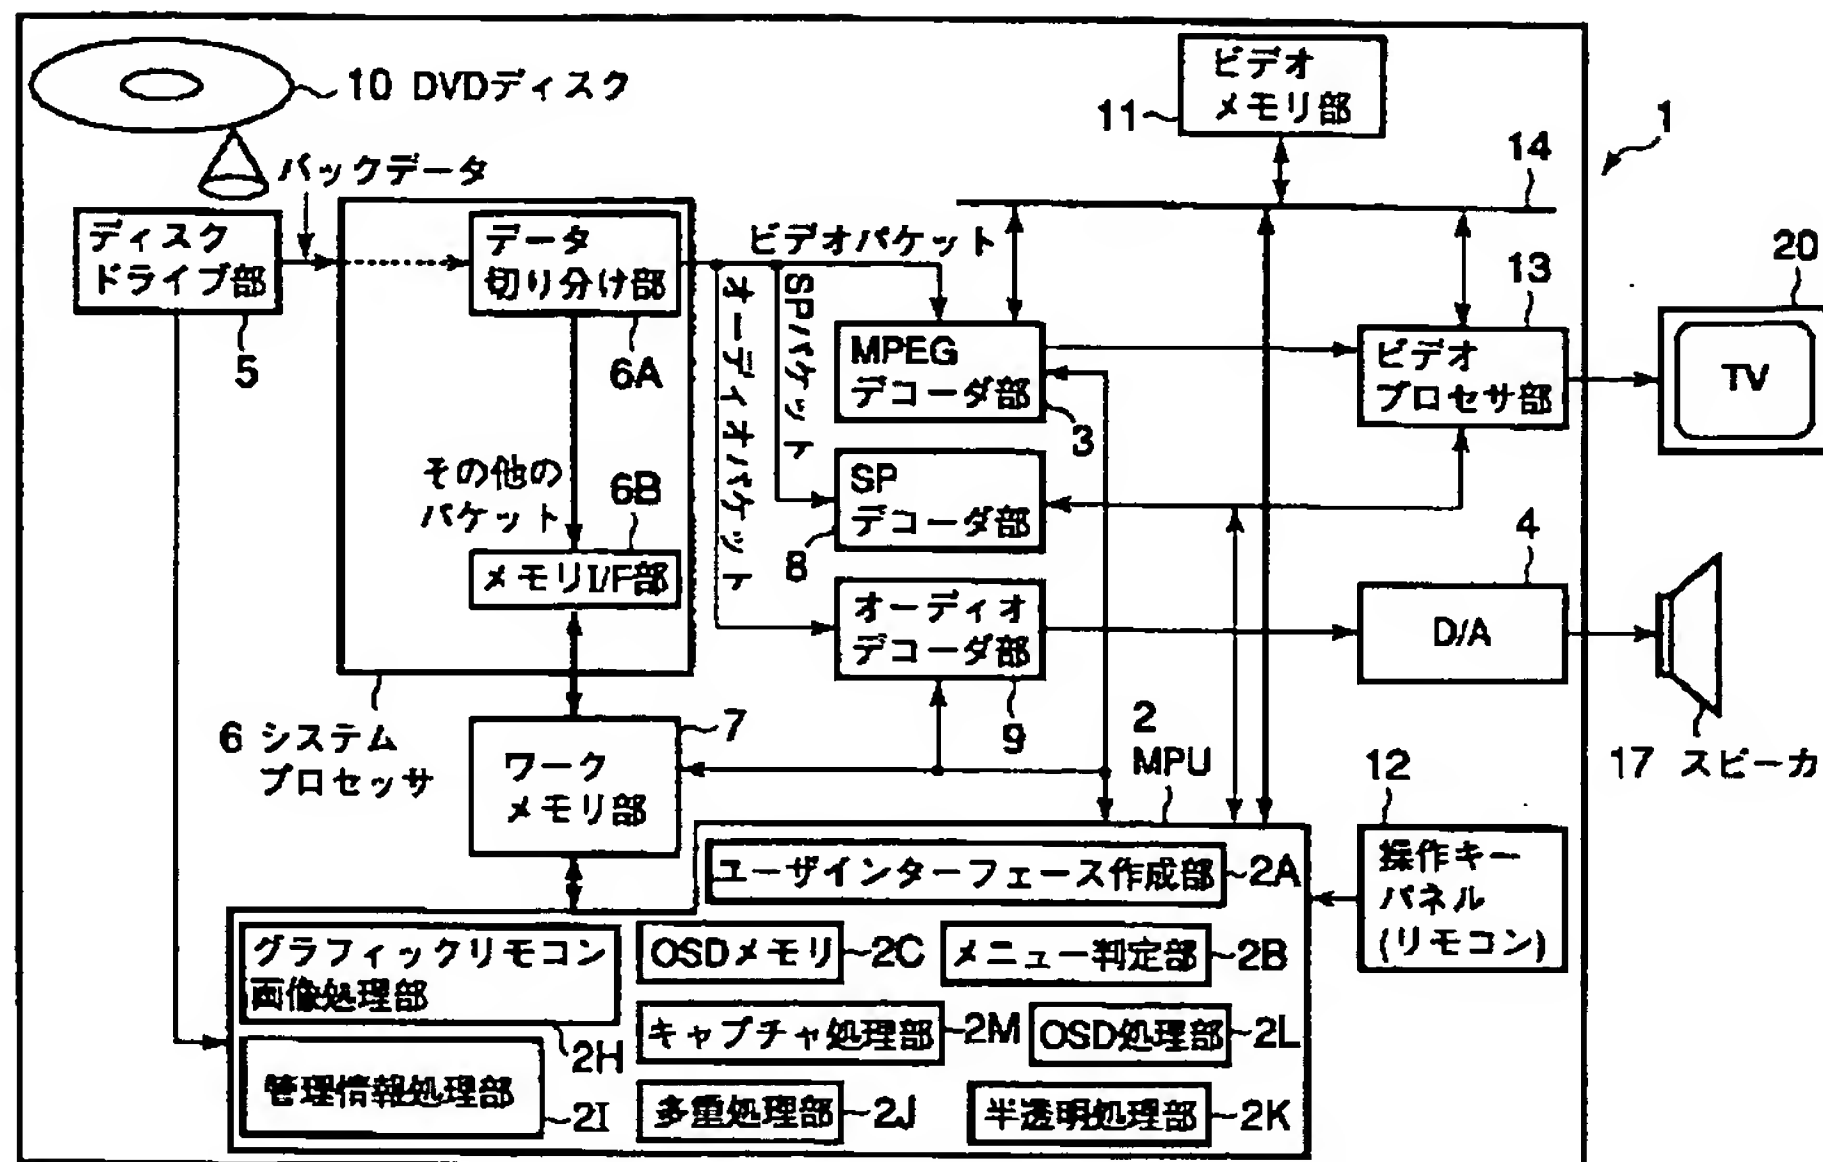 10 DVDディスク
パックデータ
ディスク
ドライブ部
5
データ
切り分け部
6A
その他の
パケット
6B
メモリI/F部
6 システム
プロセッサ
ワーク
メモリ部
7
ビデオパケット
SPパケット
オーディオパケット
MPEG
デコーダ部
3
SP
デコーダ部
8
オーディオ
デコーダ部
9
ビデオ
メモリ部
11
14
1
13
ビデオ
プロセサ部
20
TV
4
D/A
17 スピーカ
2
MPU
12
操作キー
パネル
(リモコン)
ユーザインターフェース作成部
2A
グラフィックリモコン
画像処理部
2H
OSDメモリ
2C
メニュー判定部
2B
キャプチャ処理部
2M
OSD処理部
2L
管理情報処理部
2I
多重処理部
2J
半透明処理部
2K